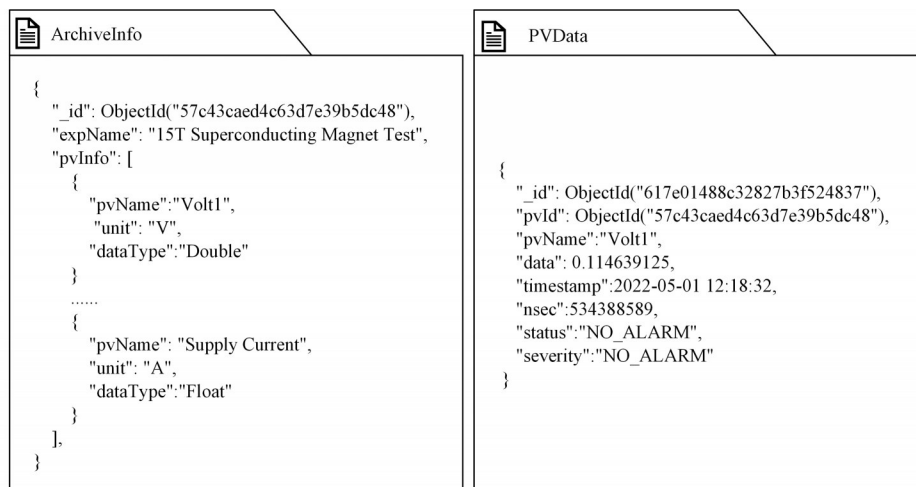 ArchiveInfo
{
"_id": ObjectId("57c43caed4c63d7e39b5dc48"),
"expName": "15T Superconducting Magnet Test",
"pvInfo": [
{
"pvName":"Volt1",
"unit": "V",
"dataType":"Double"
}
......
{
"pvName": "Supply Current",
"unit": "A",
"dataType":"Float"
}
],
}
PVData
{
"_id": ObjectId("617e01488c32827b3f524837"),
"pvId": ObjectId("57c43caed4c63d7e39b5dc48"),
"pvName":"Volt1",
"data": 0.114639125,
"timestamp":2022-05-01 12:18:32,
"nsec":534388589,
"status":"NO_ALARM",
"severity":"NO_ALARM"
}